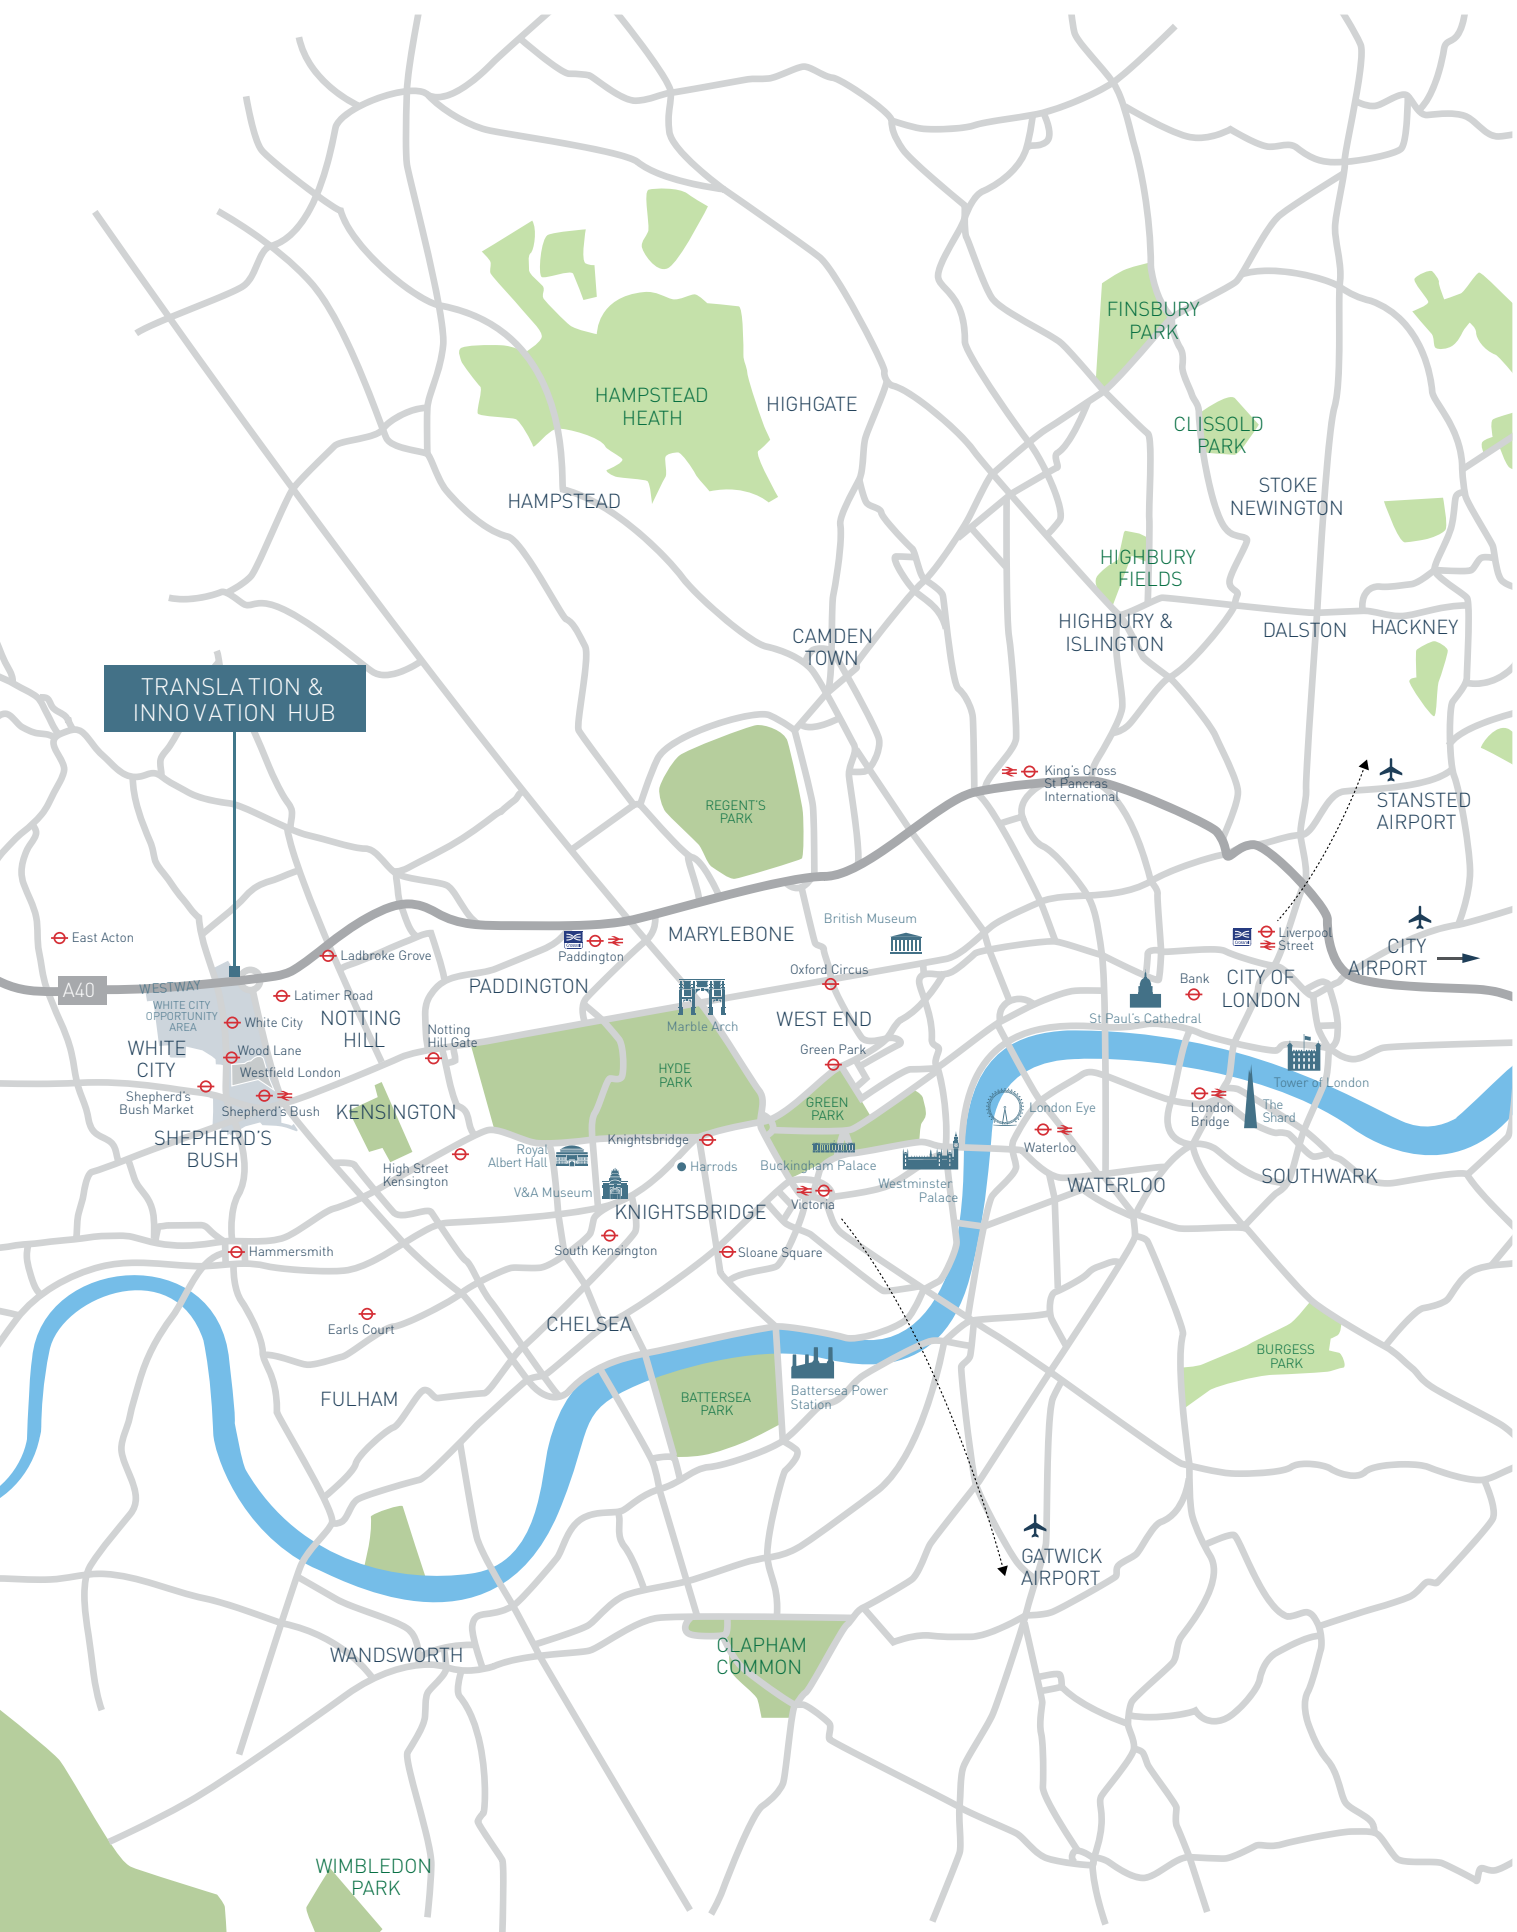 FINSBURY
PARK
HAMPSTEAD
HEATH
HIGHGATE
CLISSOLD
PARK
STOKE
NEWINGTON
HAMPSTEAD
HIGHBURY
FIELDS
HIGHBURY &
ISLINGTON
DALSTON
HACKNEY
CAMDEN
TOWN
TRANSLATION &
INNOVATION HUB
King's Cross
St Pancras
International
STANSTED
AIRPORT
REGENT'S
PARK
British Museum
MARYLEBONE
East Acton
Ladbroke Grove
Paddington
Liverpool
Street
CITY
AIRPORT
Oxford Circus
Bank
CITY OF
LONDON
A40
WESTWAY
WHITE CITY
OPPORTUNITY
AREA
Latimer Road
PADDINGTON
White City
NOTTING
HILL
Notting
Hill Gate
Marble Arch
WEST END
St Paul's Cathedral
WHITE
CITY
Wood Lane
Westfield London
Green Park
HYDE
PARK
Tower of London
Shepherd's
Bush Market
Shepherd's Bush
KENSINGTON
GREEN
PARK
London Eye
London
Bridge
The
Shard
SHEPHERD'S
BUSH
Knightsbridge
Waterloo
Royal
Albert Hall
Harrods
Buckingham Palace
High Street
Kensington
V&A Museum
Westminster
Palace
WATERLOO
SOUTHWARK
KNIGHTSBRIDGE
Victoria
Hammersmith
South Kensington
Sloane Square
Earls Court
CHELSEA
BURGESS
PARK
FULHAM
BATTERSEA
PARK
Battersea Power
Station
GATWICK
AIRPORT
WANDSWORTH
CLAPHAM
COMMON
WIMBLEDON
PARK